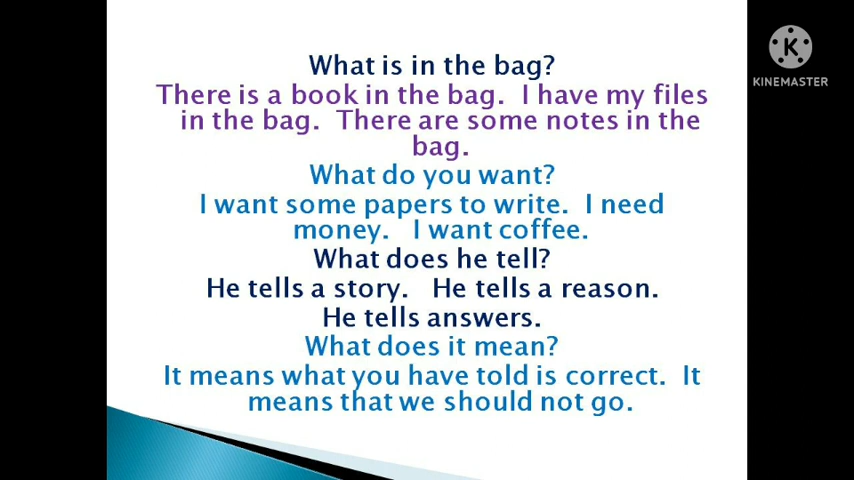 What is in the bag?
There is a book in the bag. I have my files
in the bag. There are some notes in the
bag.
What do you want?
I want some papers to write. I need
money. I want coffee.
What does he tell?
He tells a story. He tells a reason.
He tells answers.
What does it mean?
It means what you have told is correct. It
means that we should not go.
K
KINEMASTER